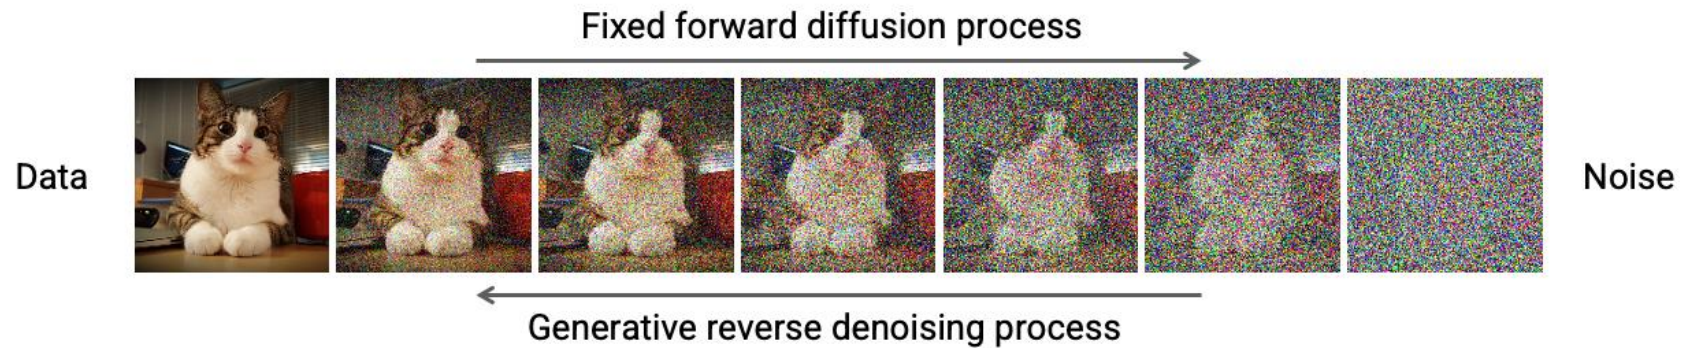 Fixed forward diffusion process
Data
Noise
Generative reverse denoising process